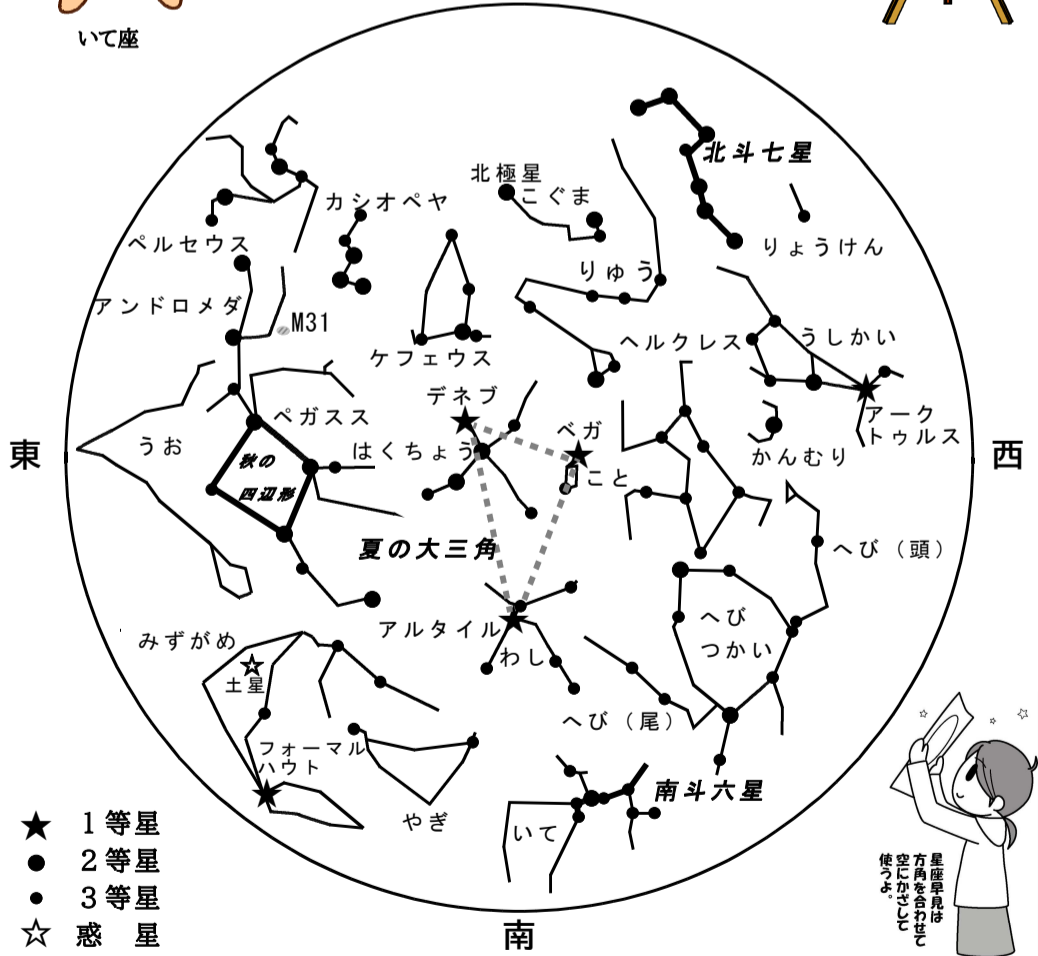 いて座
北斗七星
北極星
こぐま
カシオペヤ
ペルセウス
りょうけん
りゅう
アンドロメダ
M31
ケフェウス
ヘルクレス
うしかい
デネブ
ペガスス
アーク
トゥルス
うお
はくちょう
ベガ
こと
かんむり
東
西
秋の
四辺形
夏の大三角
へび（頭）
へび
つかい
みずがめ
アルタイル
わし
土星
へび（尾）
フォーマル
ハウト
南斗六星
やぎ
いて
★ 1等星
● 2等星
● 3等星
☆ 惑 星
南
星座早見は
方角を合わせて
空にかざして
使うよ。